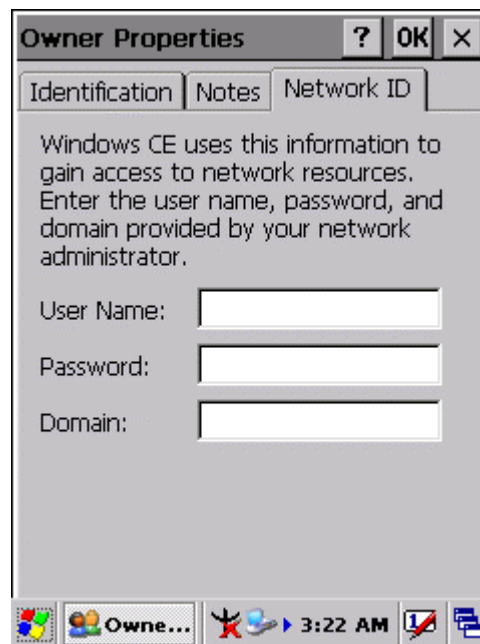 Owner Properties ? OK ×
Identification Notes Network ID
Windows CE uses this information to
gain access to network resources.
Enter the user name, password, and
domain provided by your network
administrator.
User Name:
Password:
Domain:
Owne... 3:22 AM